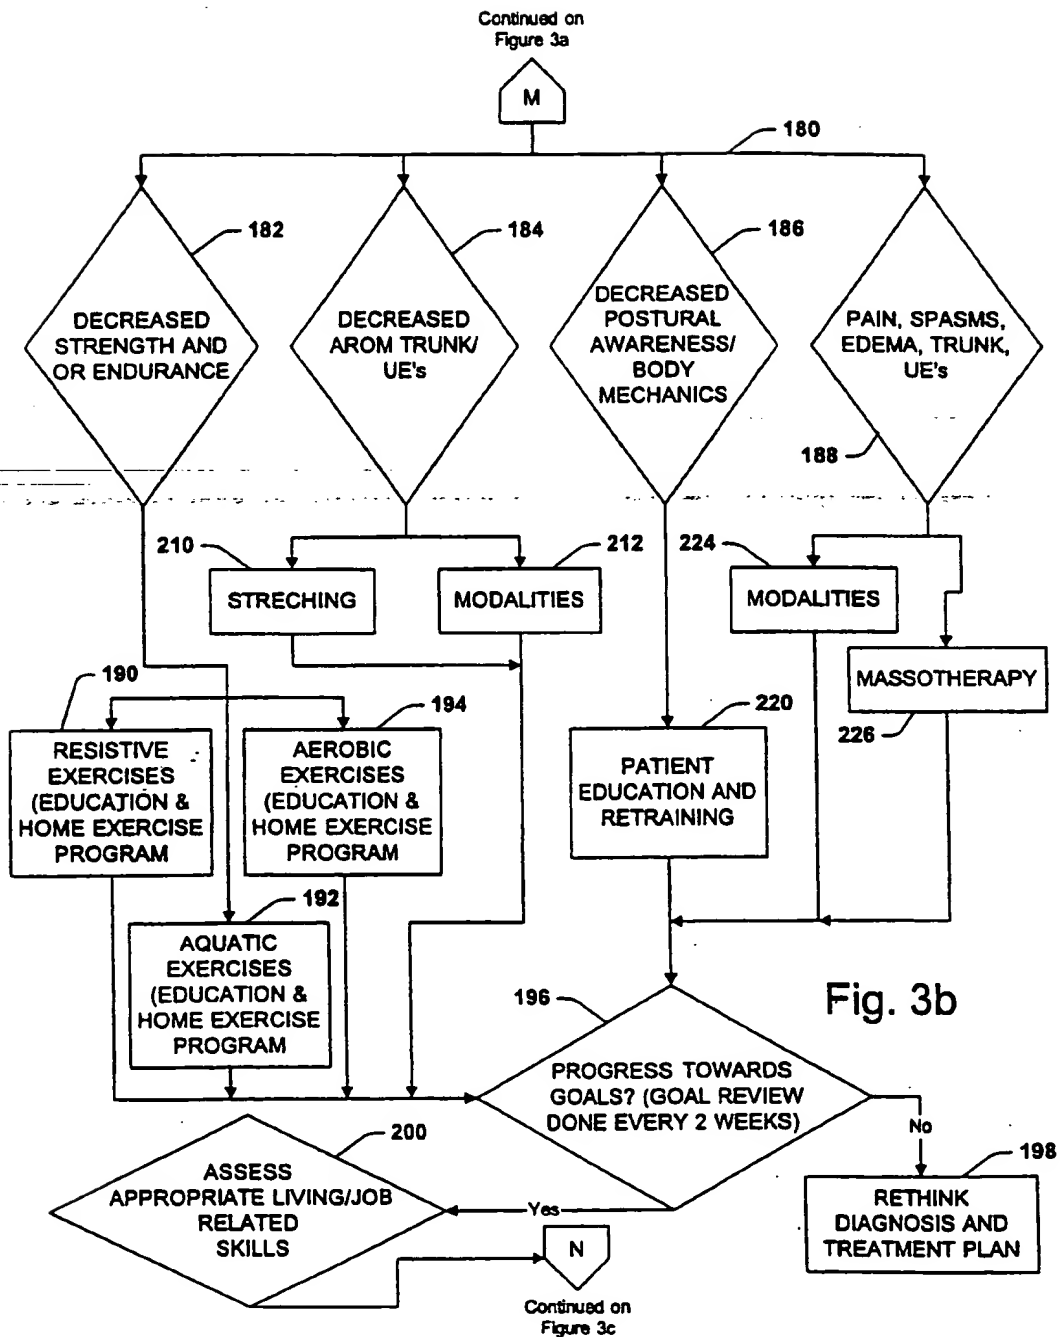 Continued on
Figure 3a
M
180
182
184
186
DECREASED
STRENGTH AND
OR ENDURANCE
DECREASED
AROM TRUNK/
UE's
DECREASED
POSTURAL
AWARENESS/
BODY
MECHANICS
PAIN, SPASMS,
EDEMA, TRUNK,
UE's
188
210
212
224
STRECHING
MODALITIES
MODALITIES
MASSOTHERAPY
226
190
194
220
RESISTIVE
EXERCISES
(EDUCATION &
HOME EXERCISE
PROGRAM
AEROBIC
EXERCISES
(EDUCATION &
HOME EXERCISE
PROGRAM
PATIENT
EDUCATION AND
RETRAINING
192
AQUATIC
EXERCISES
(EDUCATION &
HOME EXERCISE
PROGRAM
196
Fig. 3b
PROGRESS TOWARDS
GOALS? (GOAL REVIEW
DONE EVERY 2 WEEKS)
No
198
RETHINK
DIAGNOSIS AND
TREATMENT PLAN
200
ASSESS
APPROPRIATE LIVING/JOB
RELATED
SKILLS
Yes
N
Continued on
Figure 3c